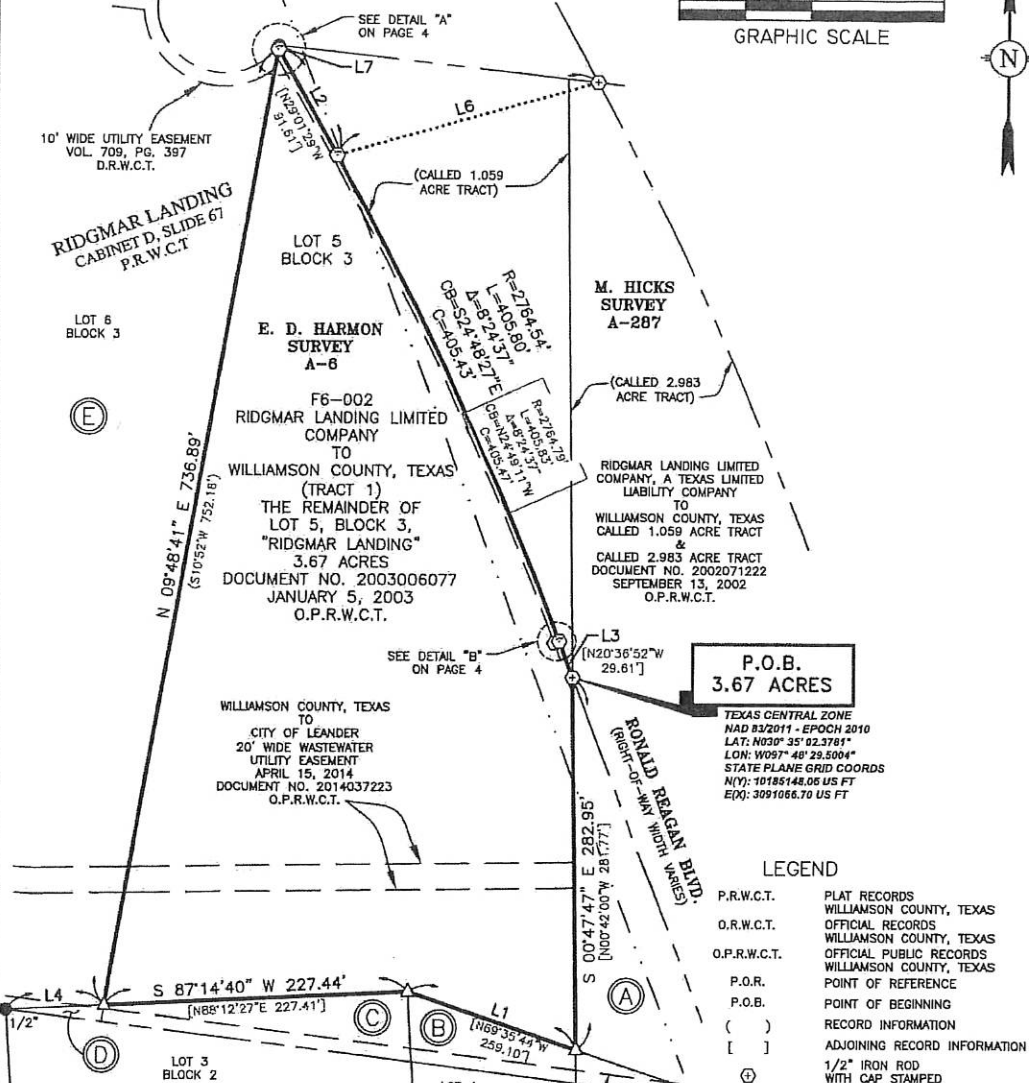 SEE DETAIL "A"
ON PAGE 4
GRAPHIC SCALE
N
L7
L2
[N29°01'29"W
91.61']
L6
10' WIDE UTILITY EASEMENT
VOL. 709, PG. 397
D.R.W.C.T.
(CALLED 1.059
ACRE TRACT)
RIDGMAR LANDING
CABINET D, SLIDE 67
P.R.W.C.T
LOT 5
BLOCK 3
LOT 6
BLOCK 3
E
E. D. HARMON
SURVEY
A-6
M. HICKS
SURVEY
A-287
R=2764.54'
L=405.80'
Δ=8°24'37"
CB=S24°48'27"E
C=405.43'
R=2764.79'
L=405.83'
Δ=8°24'37"
CB=N24°49'11"W
C=405.47'
(CALLED 2.983
ACRE TRACT)
F6-002
RIDGMAR LANDING LIMITED
COMPANY
TO
WILLIAMSON COUNTY, TEXAS
(TRACT 1)
THE REMAINDER OF
LOT 5, BLOCK 3,
"RIDGMAR LANDING"
3.67 ACRES
DOCUMENT NO. 2003006077
JANUARY 5, 2003
O.P.R.W.C.T.
N 09°48'41" E 736.89'
(S10°52'W 752.18')
RIDGMAR LANDING LIMITED
COMPANY, A TEXAS LIMITED
LIABILITY COMPANY
TO
WILLIAMSON COUNTY, TEXAS
CALLED 1.059 ACRE TRACT
&
CALLED 2.983 ACRE TRACT
DOCUMENT NO. 2002071222
SEPTEMBER 13, 2002
O.P.R.W.C.T.
SEE DETAIL "B"
ON PAGE 4
L3
[N20°36'52"W
29.61']
P.O.B.
3.67 ACRES
TEXAS CENTRAL ZONE
NAD 83/2011 - EPOCH 2010
LAT: N030° 35' 02.3781"
LON: W097° 48' 29.5004"
STATE PLANE GRID COORDS
N(Y): 10185148.05 US FT
E(X): 3091066.70 US FT
WILLIAMSON COUNTY, TEXAS
TO
CITY OF LEANDER
20' WIDE WASTEWATER
UTILITY EASEMENT
APRIL 15, 2014
DOCUMENT NO. 2014037223
O.P.R.W.C.T.
RONALD REAGAN BLVD.
(RIGHT-OF-WAY WIDTH VARIES)
S 00°47'47" E 282.95'
[N00°42'00"W 281.77']
A
LEGEND
P.R.W.C.T. PLAT RECORDS
WILLIAMSON COUNTY, TEXAS
O.R.W.C.T. OFFICIAL RECORDS
WILLIAMSON COUNTY, TEXAS
O.P.R.W.C.T. OFFICIAL PUBLIC RECORDS
WILLIAMSON COUNTY, TEXAS
P.O.R. POINT OF REFERENCE
P.O.B. POINT OF BEGINNING
( ) RECORD INFORMATION
[ ] ADJOINING RECORD INFORMATION
1/2" IRON ROD
WITH CAP STAMPED
L4
1/2"
S 87°14'40" W 227.44'
[N88°12'27"E 227.41']
L1
[N69°35'44"W
259.10']
C
B
D
LOT 3
BLOCK 2